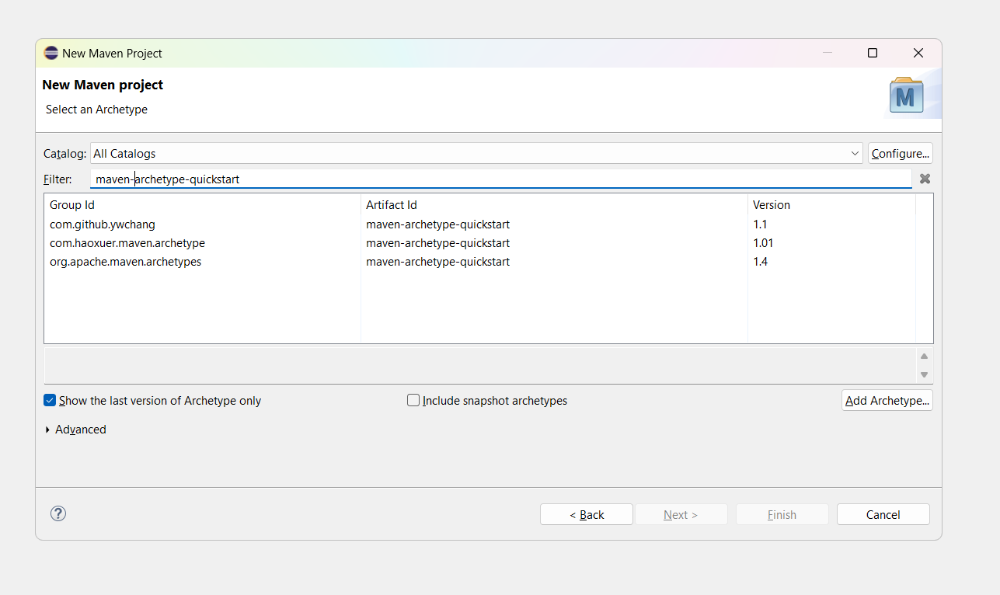 New Maven Project
New Maven project
Select an Archetype
M
Catalog: All Catalogs Configure...
Filter: maven-archetype-quickstart
Group Id Artifact Id Version
com.github.ywchang maven-archetype-quickstart 1.1
com.haoxuer.maven.archetype maven-archetype-quickstart 1.01
org.apache.maven.archetypes maven-archetype-quickstart 1.4
Show the last version of Archetype only Include snapshot archetypes Add Archetype...
Advanced
? < Back Next > Finish Cancel